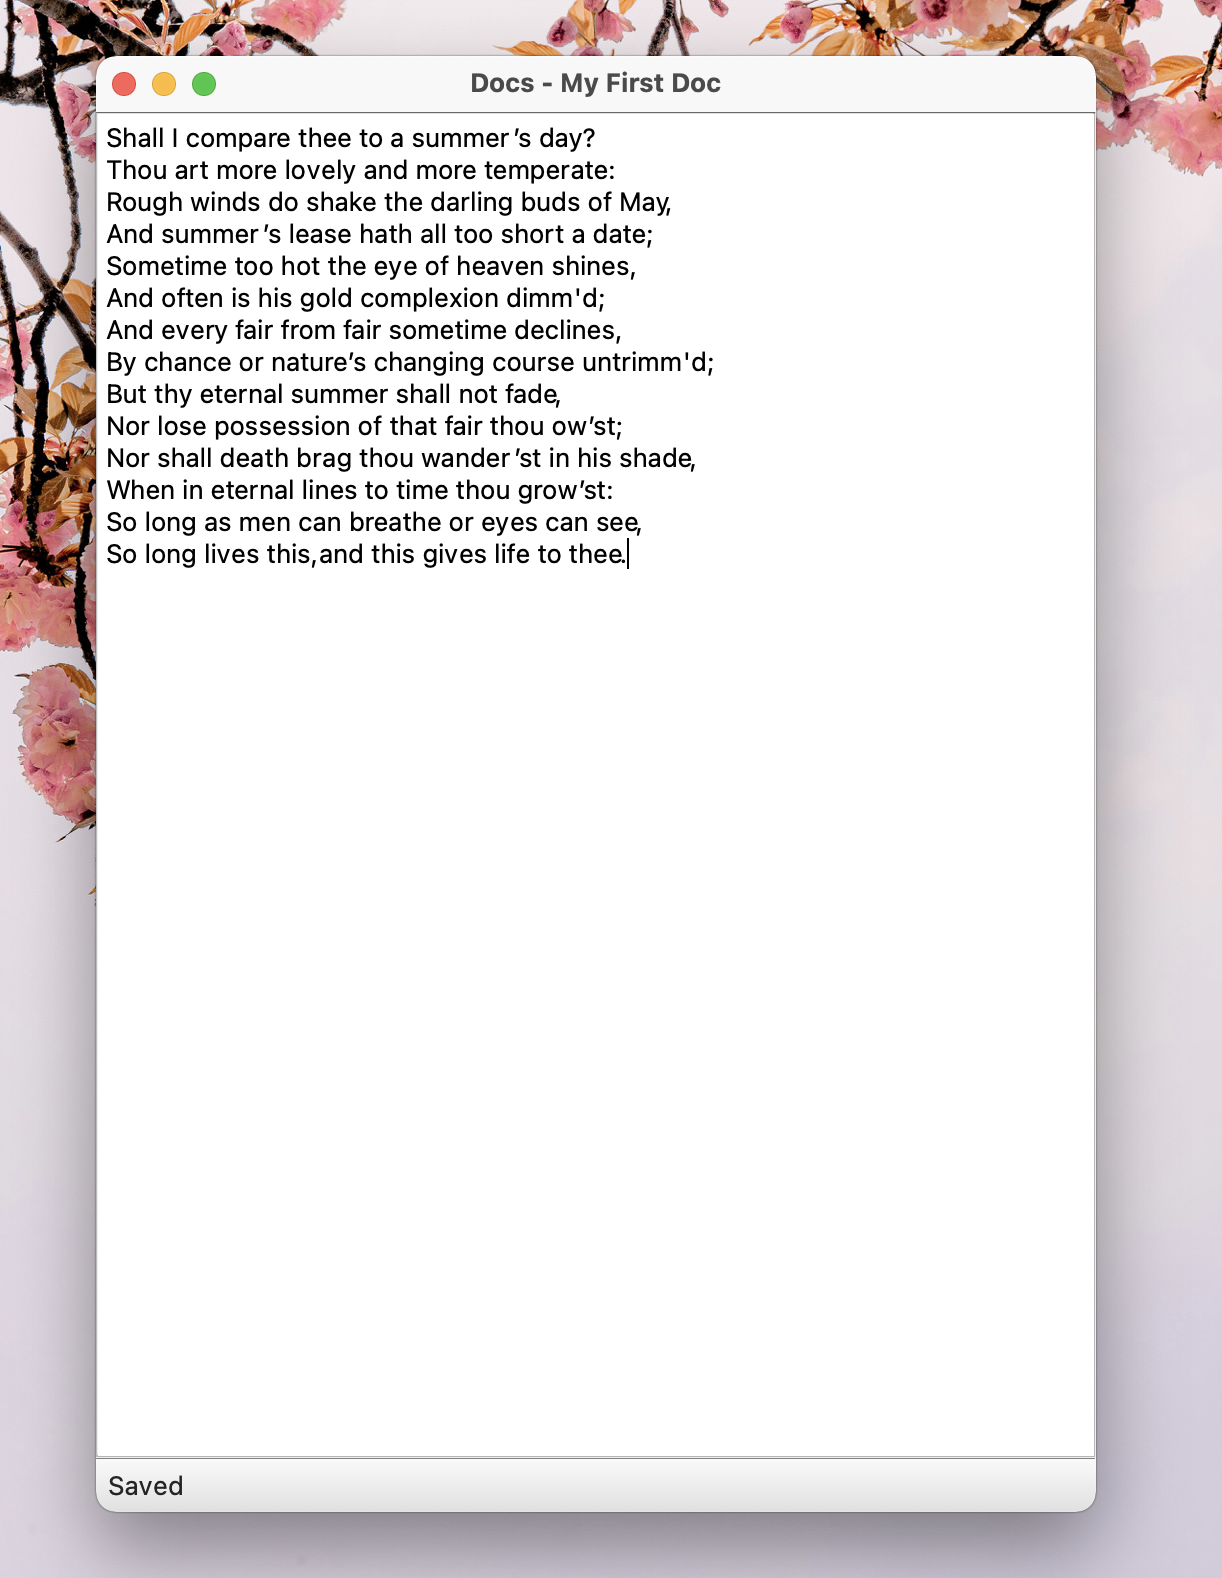 Docs - My First Doc
Shall I compare thee to a summer’s day?
Thou art more lovely and more temperate:
Rough winds do shake the darling buds of May,
And summer’s lease hath all too short a date;
Sometime too hot the eye of heaven shines,
And often is his gold complexion dimm'd;
And every fair from fair sometime declines,
By chance or nature’s changing course untrimm'd;
But thy eternal summer shall not fade,
Nor lose possession of that fair thou ow’st;
Nor shall death brag thou wander’st in his shade,
When in eternal lines to time thou grow’st:
So long as men can breathe or eyes can see,
So long lives this,and this gives life to thee.
Saved